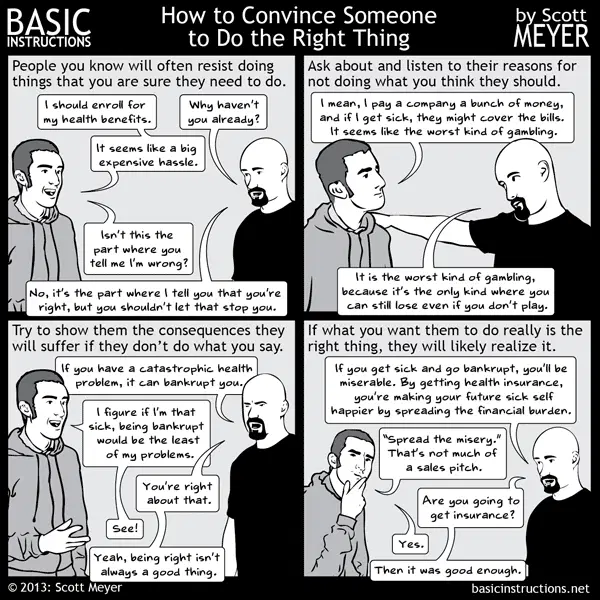 BASIC
INSTRUCTIONS
How to Convince Someone
to Do the Right Thing
by Scott
MEYER
People you know will often resist doing
things that you are sure they need to do.
I should enroll for
my health benefits.
Why haven't
you already?
It seems like a big
expensive hassle.
Isn't this the
part where you
tell me I'm wrong?
No, it's the part where I tell you that you're
right, but you shouldn't let that stop you.
Ask about and listen to their reasons for
not doing what you think they should.
I mean, I pay a company a bunch of money,
and if I get sick, they might cover the bills.
It seems like the worst kind of gambling.
It is the worst kind of gambling,
because it's the only kind where you
can still lose even if you don't play.
Try to show them the consequences they
will suffer if they don't do what you say.
If you have a catastrophic health
problem, it can bankrupt you.
I figure if I'm that
sick, being bankrupt
would be the least
of my problems.
You're right
about that.
See!
Yeah, being right isn't
always a good thing.
If what you want them to do really is the
right thing, they will likely realize it.
If you get sick and go bankrupt, you'll be
miserable. By getting health insurance,
you're making your future sick self
happier by spreading the financial burden.
"Spread the misery."
That's not much of
a sales pitch.
Are you going to
get insurance?
Yes.
Then it was good enough.
© 2013: Scott Meyer
basicinstructions.net